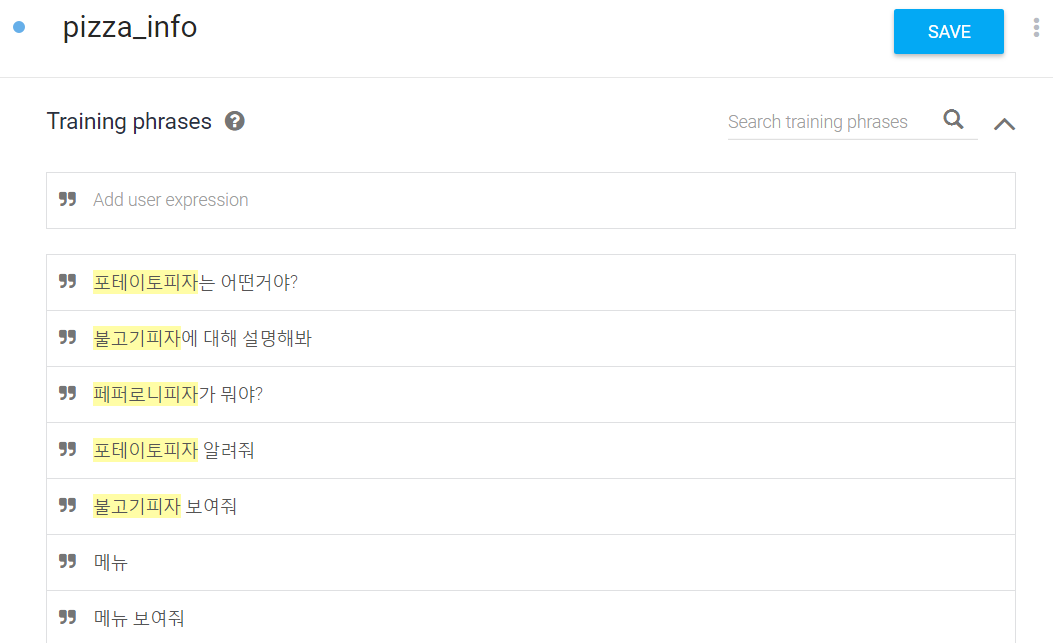 pizza_info
SAVE
Training phrases
Search training phrases
Add user expression
포테이토피자는 어떤거야?
불고기피자에 대해 설명해봐
페퍼로니피자가 뭐야?
포테이토피자 알려줘
불고기피자 보여줘
메뉴
메뉴 보여줘